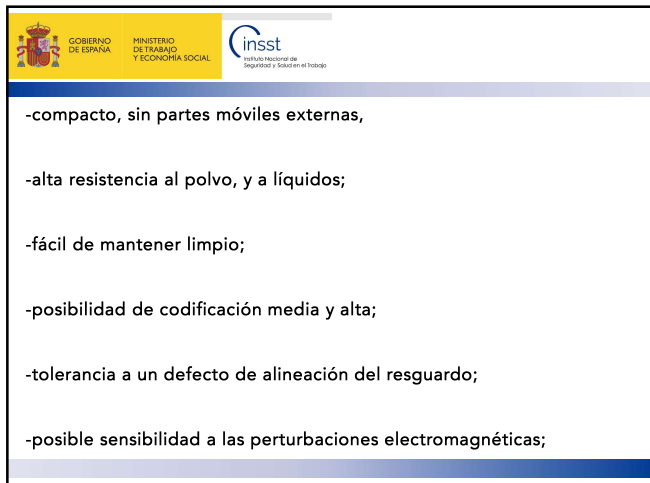 GOBIERNO
DE ESPAÑA
MINISTERIO
DE TRABAJO
Y ECONOMÍA SOCIAL
insst
Instituto Nacional de
Seguridad y Salud en el Trabajo
-compacto, sin partes móviles externas,
-alta resistencia al polvo, y a líquidos;
-fácil de mantener limpio;
-posibilidad de codificación media y alta;
-tolerancia a un defecto de alineación del resguardo;
-posible sensibilidad a las perturbaciones electromagnéticas;